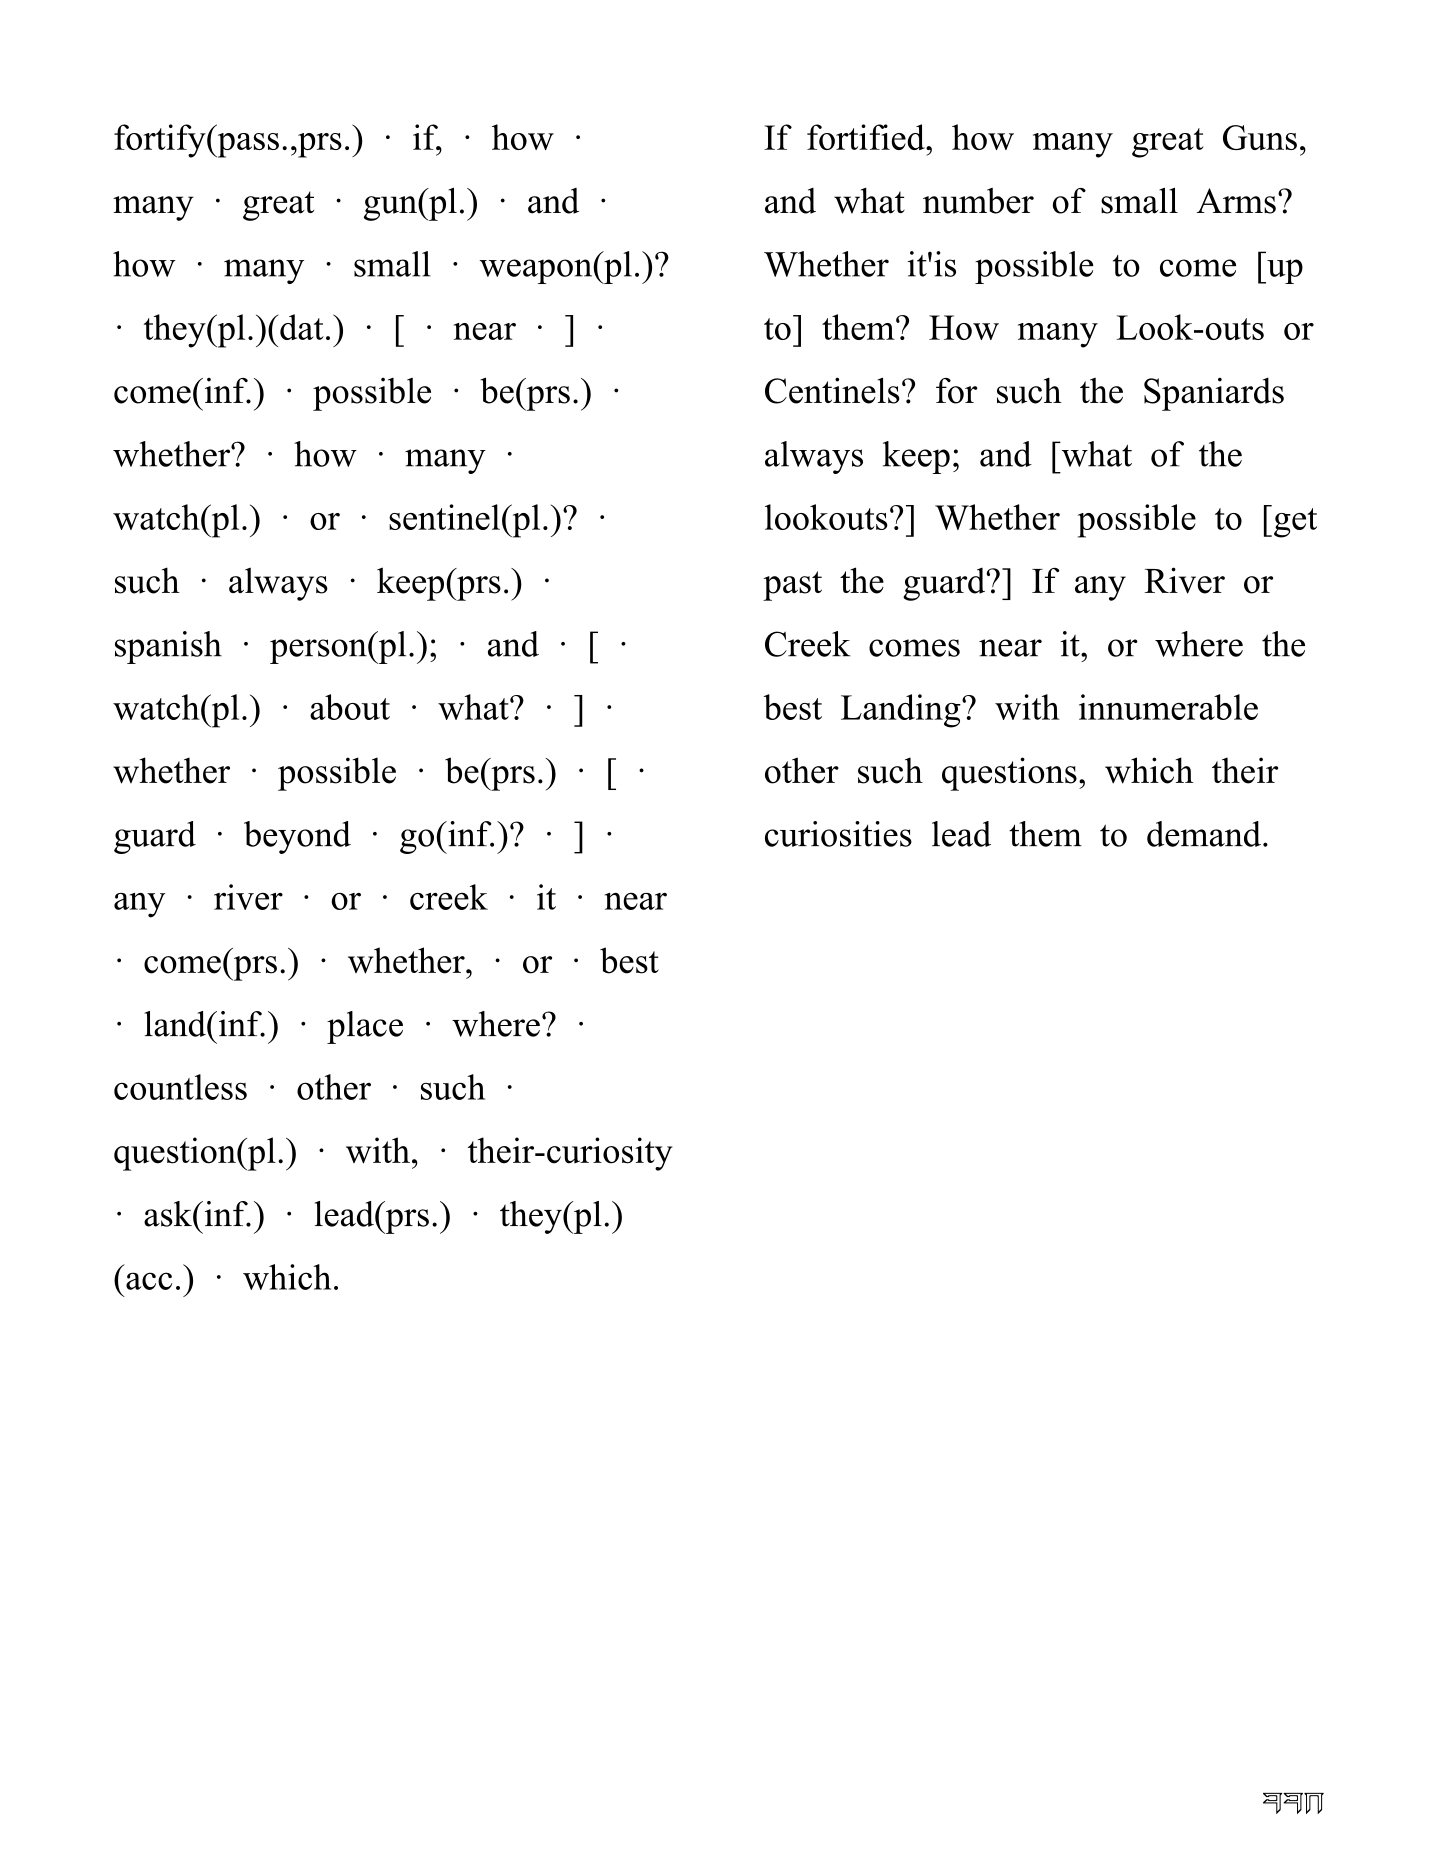 fortify(pass.,prs.) · if, · how ·
many · great · gun(pl.) · and ·
how · many · small · weapon(pl.)?
· they(pl.)(dat.) · [ · near · ] ·
come(inf.) · possible · be(prs.) ·
whether? · how · many ·
watch(pl.) · or · sentinel(pl.)? ·
such · always · keep(prs.) ·
spanish · person(pl.); · and · [ ·
watch(pl.) · about · what? · ] ·
whether · possible · be(prs.) · [ ·
guard · beyond · go(inf.)? · ] ·
any · river · or · creek · it · near
· come(prs.) · whether, · or · best
· land(inf.) · place · where? ·
countless · other · such ·
question(pl.) · with, · their-curiosity
· ask(inf.) · lead(prs.) · they(pl.)
(acc.) · which.
If fortified, how many great Guns,
and what number of small Arms?
Whether it'is possible to come [up
to] them? How many Look-outs or
Centinels? for such the Spaniards
always keep; and [what of the
lookouts?] Whether possible to [get
past the guard?] If any River or
Creek comes near it, or where the
best Landing? with innumerable
other such questions, which their
curiosities lead them to demand.